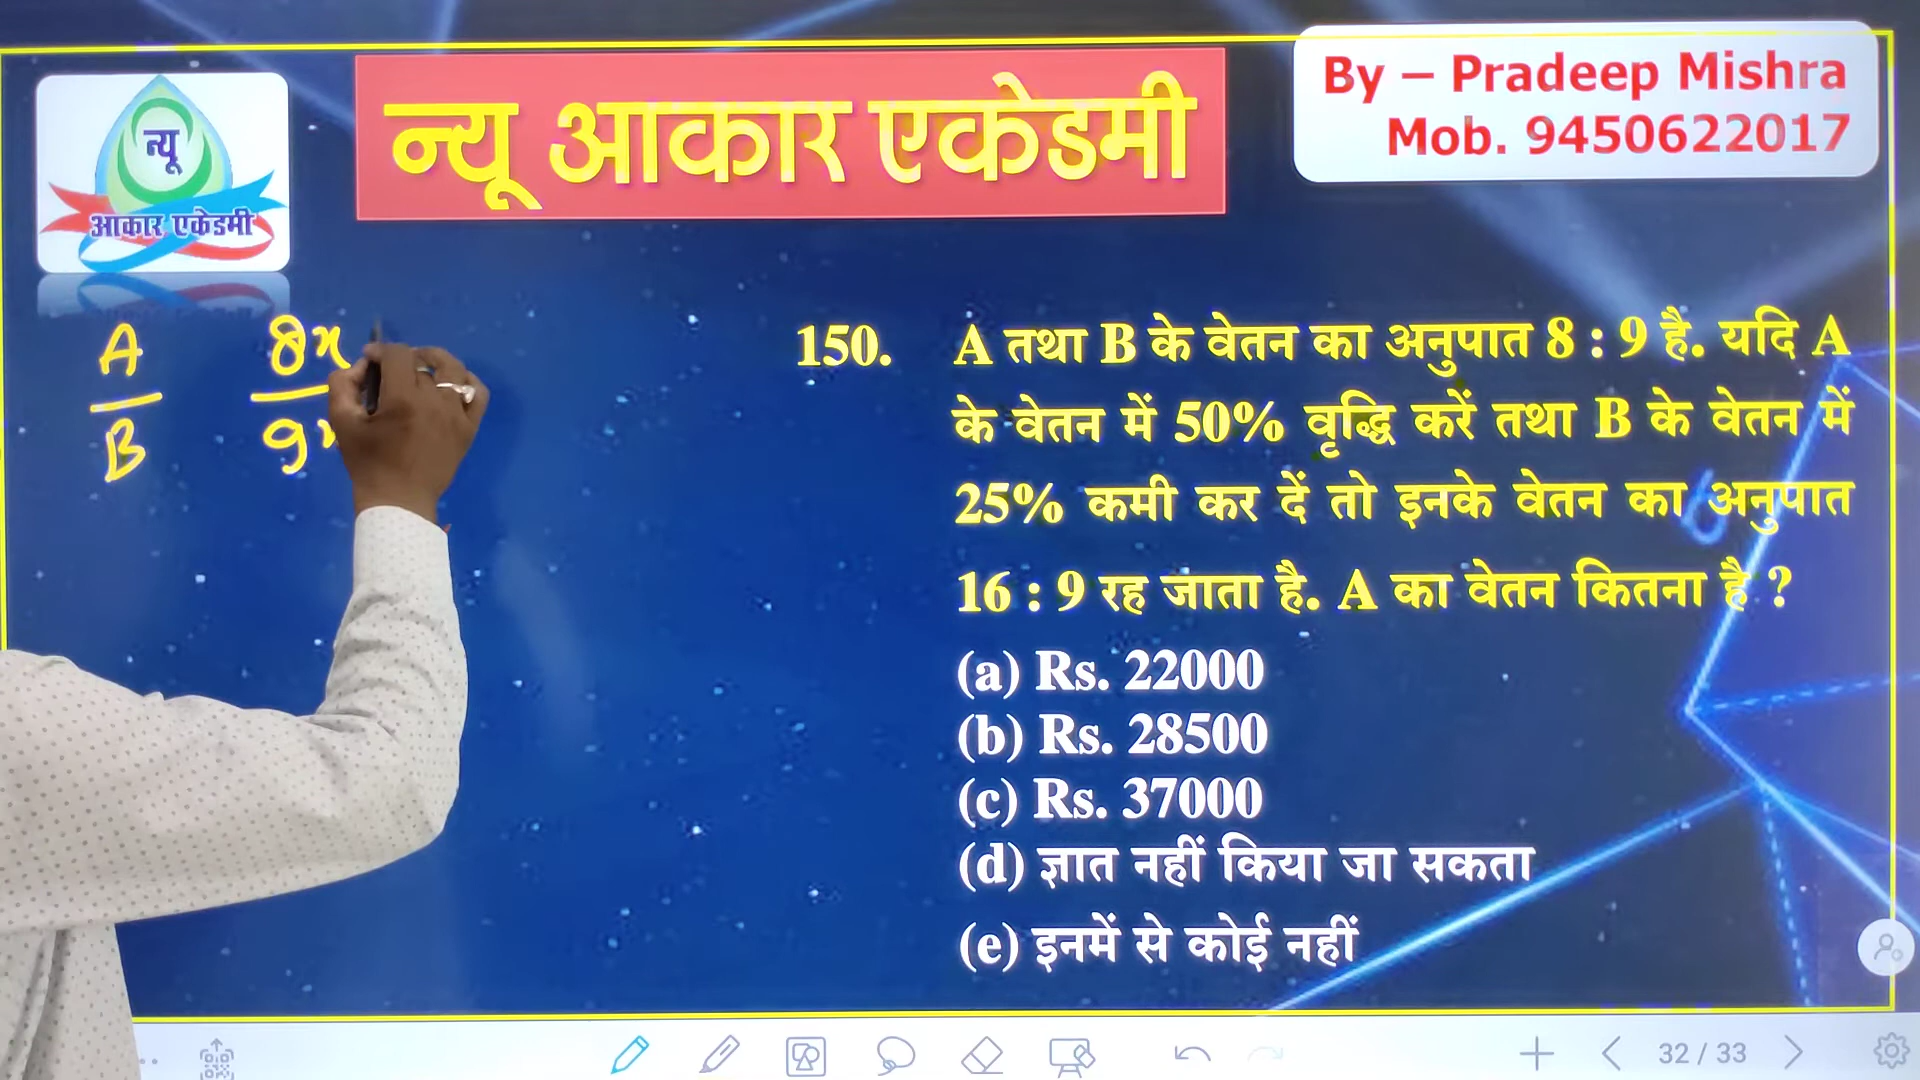 न्यू
आकार एकेडमी
न्यू आकार एकेडमी
By – Pradeep Mishra
Mob. 9450622017
A
B
8x
9x
150. A तथा B के वेतन का अनुपात 8 : 9 है. यदि A
के वेतन में 50% वृद्धि करें तथा B के वेतन में
25% कमी कर दें तो इनके वेतन का अनुपात
16 : 9 रह जाता है. A का वेतन कितना है ?
(a) Rs. 22000
(b) Rs. 28500
(c) Rs. 37000
(d) ज्ञात नहीं किया जा सकता
(e) इनमें से कोई नहीं
32 / 33